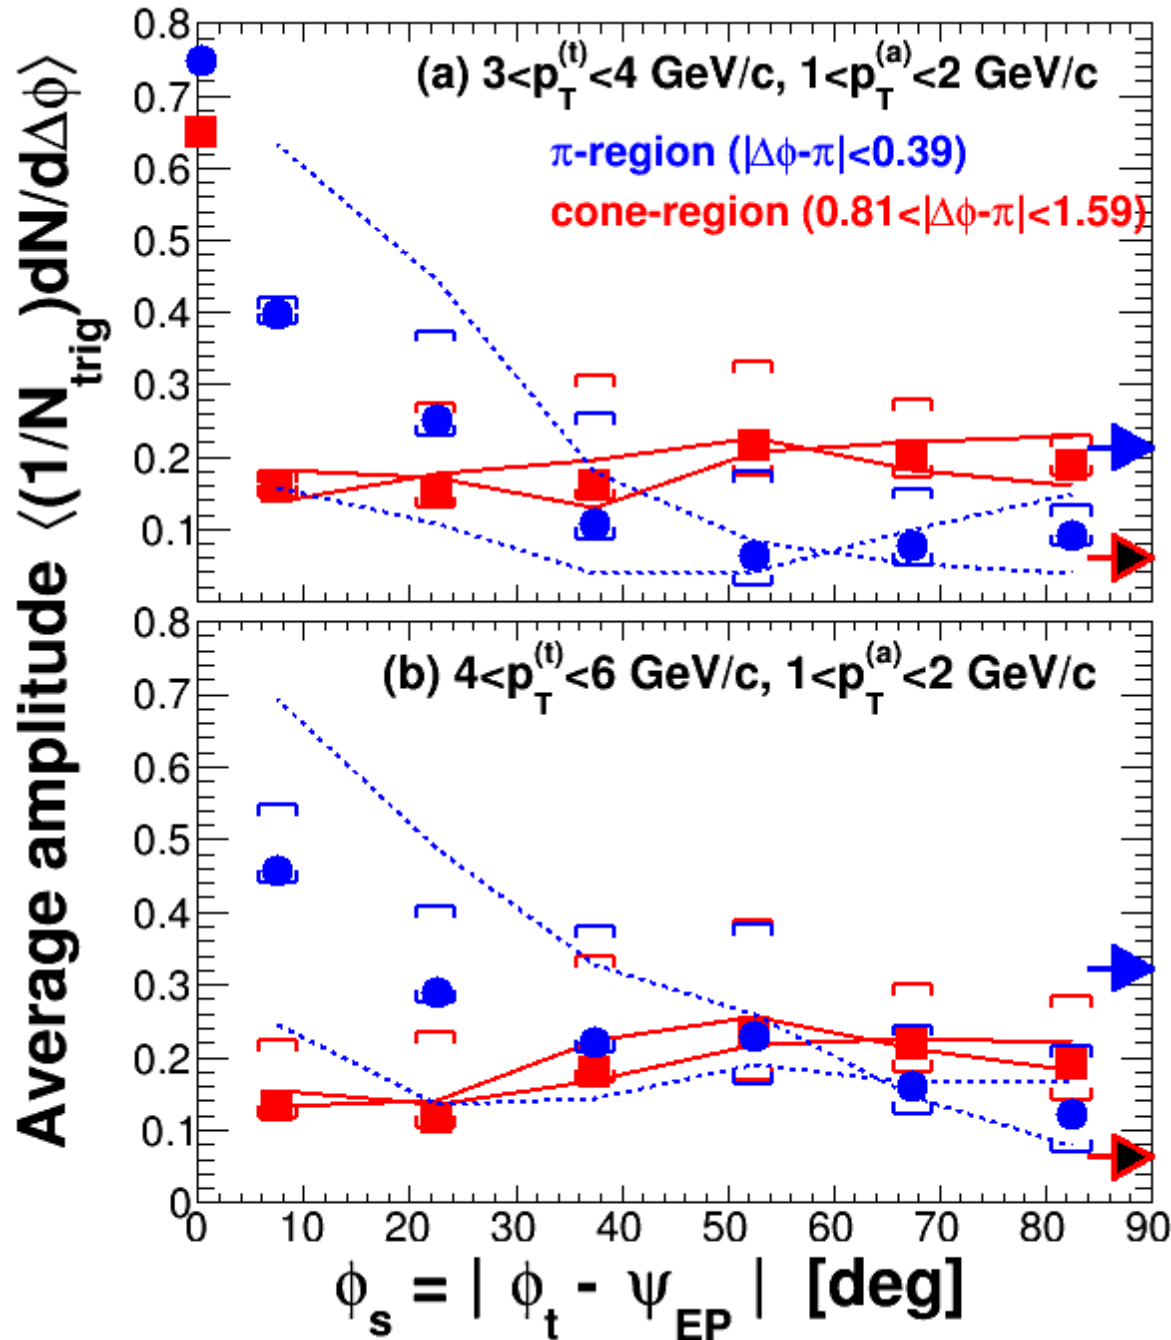 Average amplitude ⟨(1/N_trig)dN/dΔϕ⟩
0.8
0.7
0.6
0.5
0.4
0.3
0.2
0.1
(a) 3<p_T^(t)<4 GeV/c, 1<p_T^(a)<2 GeV/c
π-region (|Δϕ-π|<0.39)
cone-region (0.81<|Δϕ-π|<1.59)
0.8
0.7
0.6
0.5
0.4
0.3
0.2
0.1
0
(b) 4<p_T^(t)<6 GeV/c, 1<p_T^(a)<2 GeV/c
0 10 20 30 40 50 60 70 80 90
ϕ_s = | ϕ_t - ψ_EP | [deg]